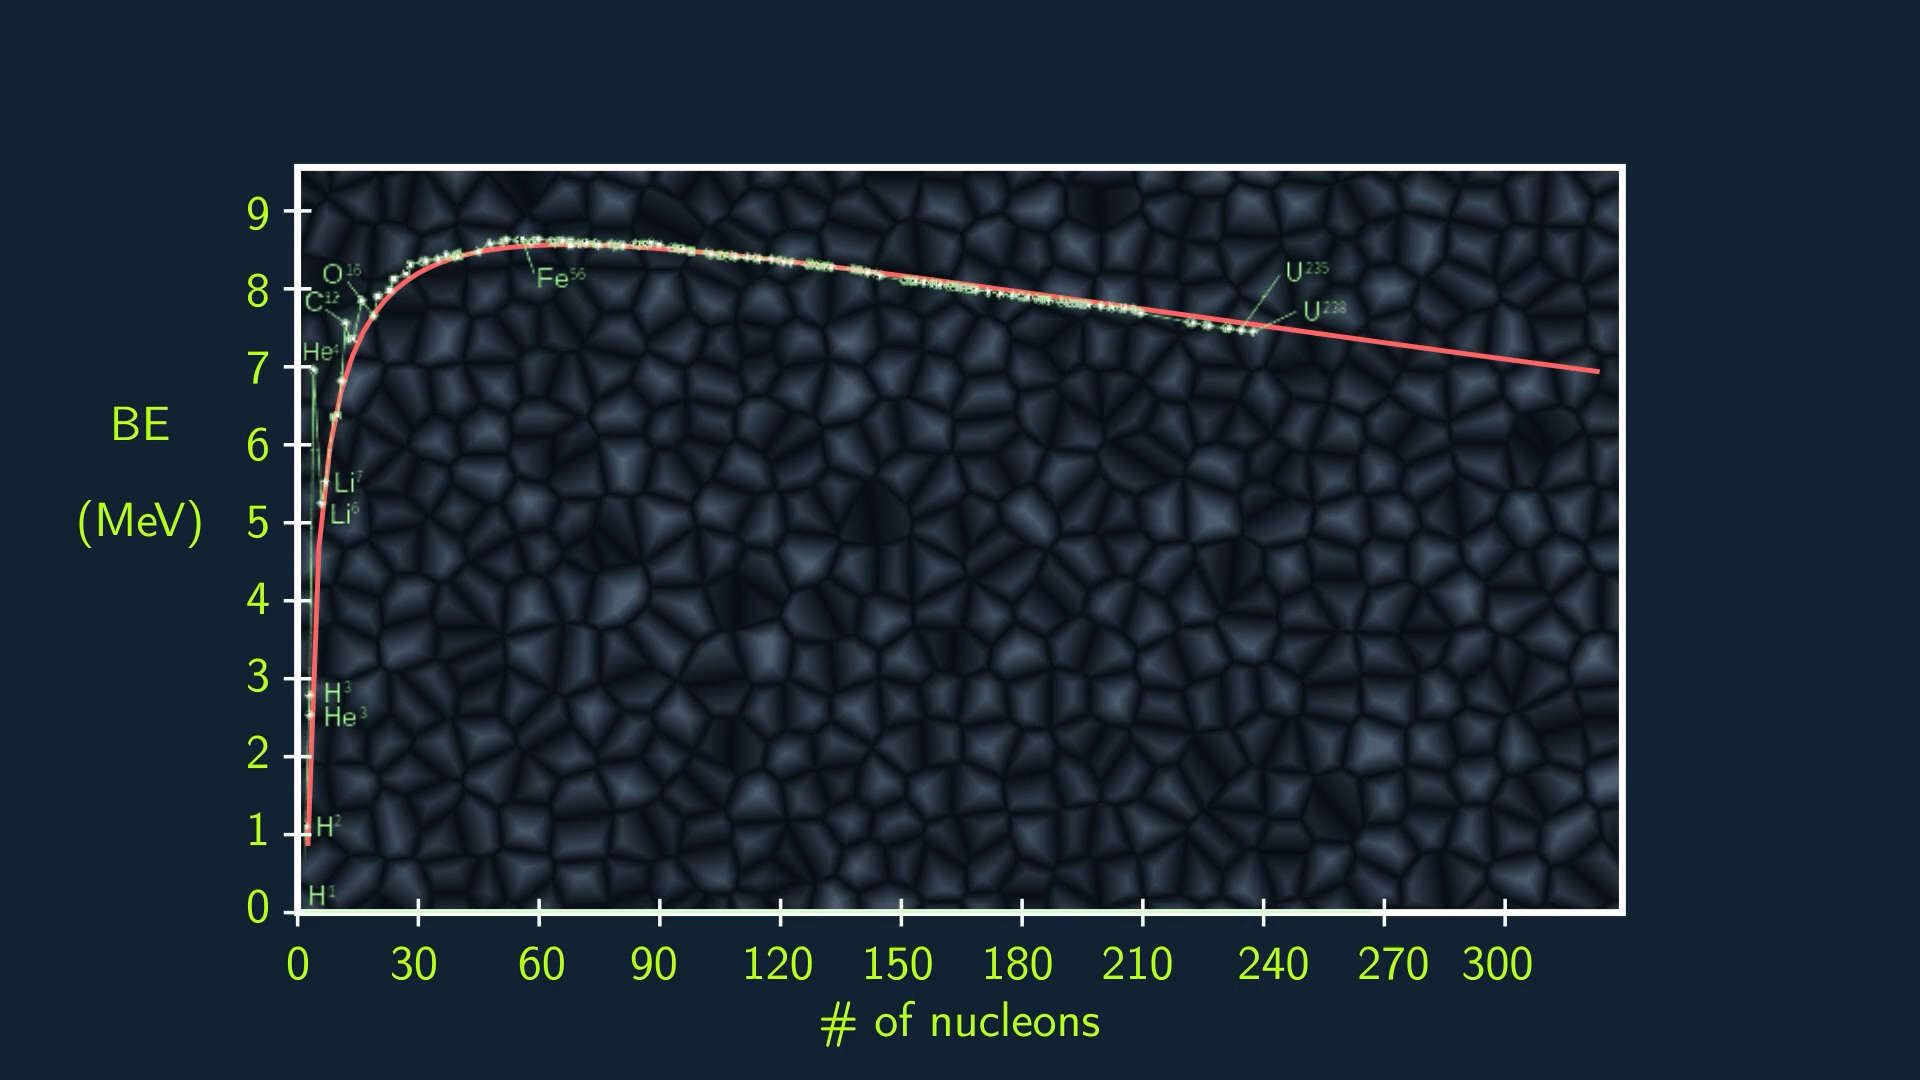 9
8
7
6
5
4
3
2
1
0
BE
(MeV)
O¹⁶
C¹²
He⁴
Li⁷
Li⁶
H³
He³
H²
H¹
Fe⁵⁶
U²³⁵
U²³⁸
0 30 60 90 120 150 180 210 240 270 300
# of nucleons